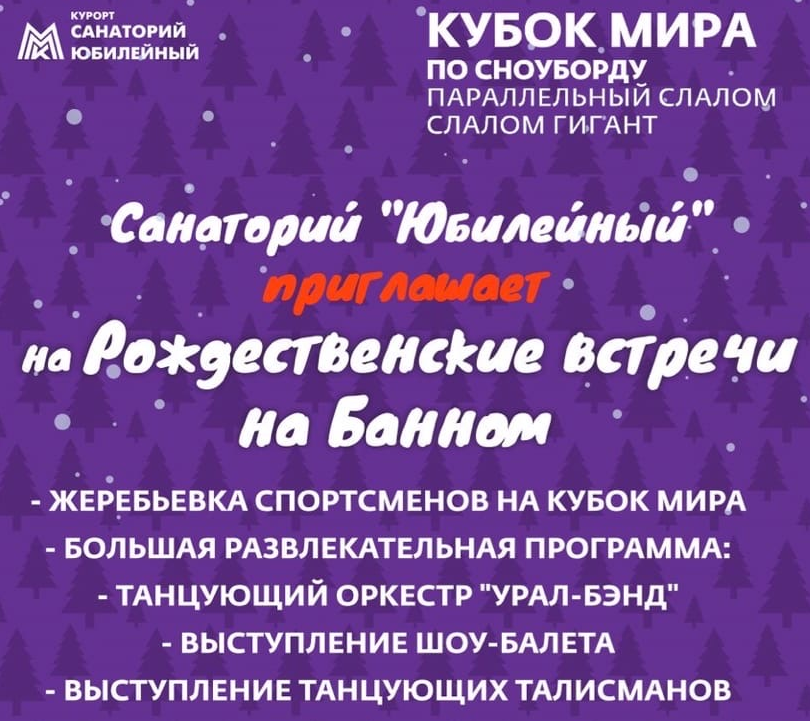 КУРОРТ
САНАТОРИЙ
ЮБИЛЕЙНЫЙ
КУБОК МИРА
ПО СНОУБОРДУ
ПАРАЛЛЕЛЬНЫЙ СЛАЛОМ
СЛАЛОМ ГИГАНТ
Санаторий "Юбилейный"
приглашает
на Рождественские встречи
на Банном
- ЖЕРЕБЬЕВКА СПОРТСМЕНОВ НА КУБОК МИРА
- БОЛЬШАЯ РАЗВЛЕКАТЕЛЬНАЯ ПРОГРАММА:
- ТАНЦУЮЩИЙ ОРКЕСТР "УРАЛ-БЭНД"
- ВЫСТУПЛЕНИЕ ШОУ-БАЛЕТА
- ВЫСТУПЛЕНИЕ ТАНЦУЮЩИХ ТАЛИСМАНОВ